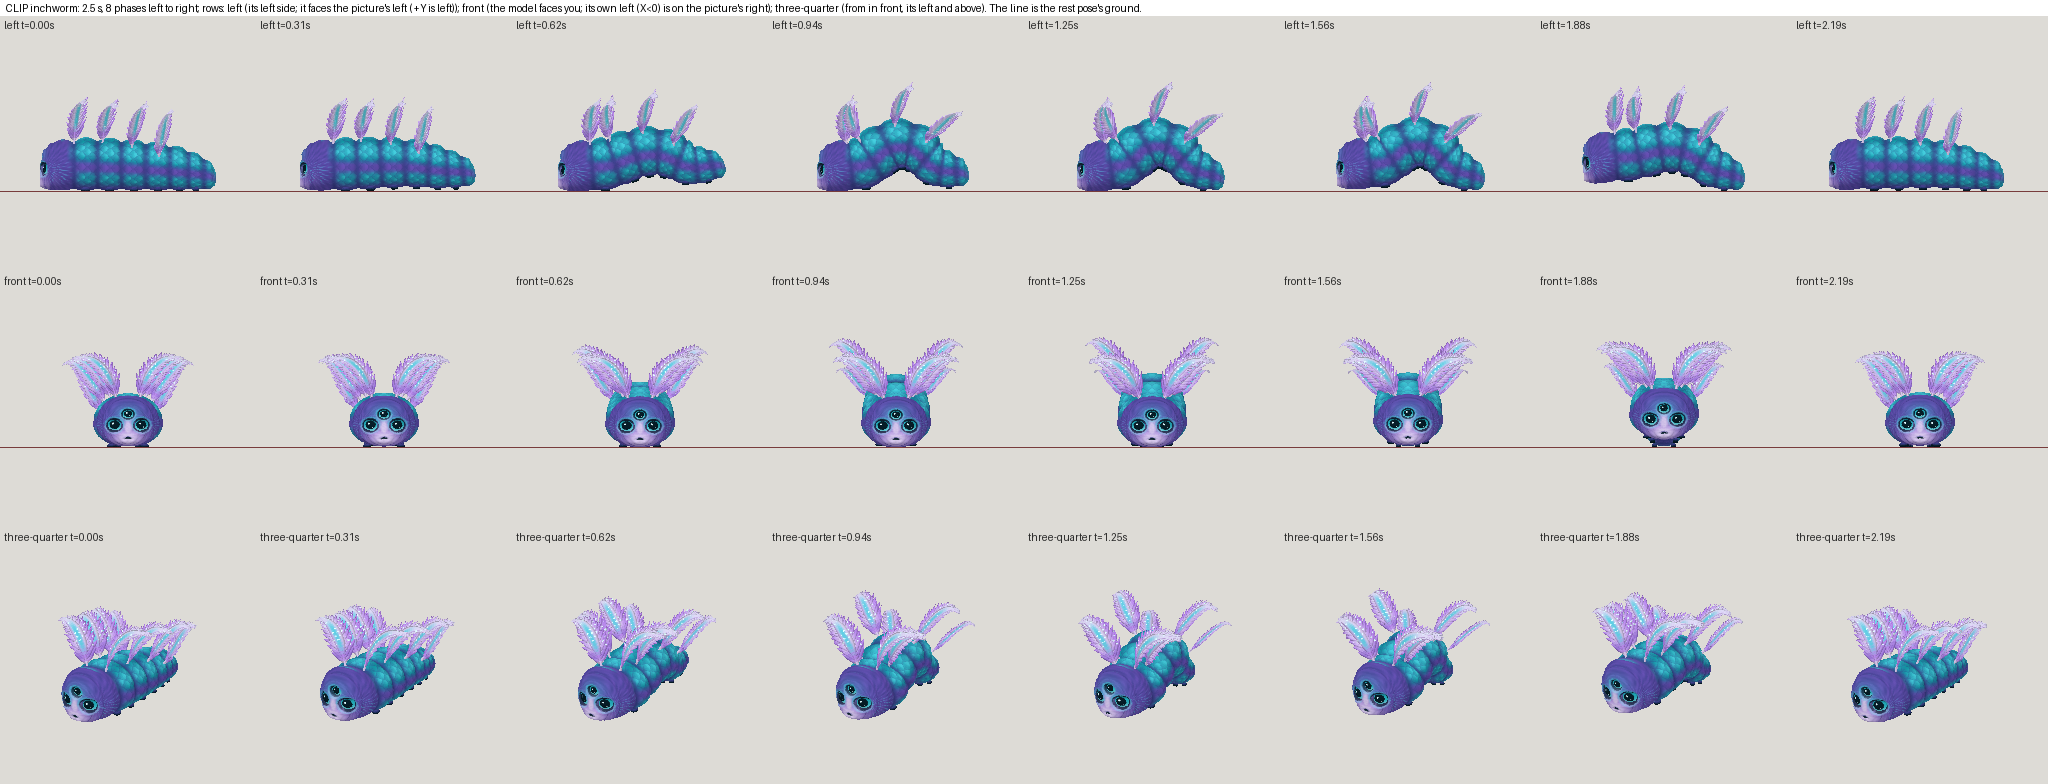 CLIP inchworm: 2.5 s, 8 phases left to right; rows: left (its left side; it faces the picture's left (+Y is left)); front (the model faces you; its own left (X<0) is on the picture's right); three-quarter (from in front, its left and above). The line is the rest pose's ground.
left t=0.00s left t=0.31s left t=0.62s left t=0.94s left t=1.25s left t=1.56s left t=1.88s left t=2.19s
front t=0.00s front t=0.31s front t=0.62s front t=0.94s front t=1.25s front t=1.56s front t=1.88s front t=2.19s
three-quarter t=0.00s three-quarter t=0.31s three-quarter t=0.62s three-quarter t=0.94s three-quarter t=1.25s three-quarter t=1.56s three-quarter t=1.88s three-quarter t=2.19s